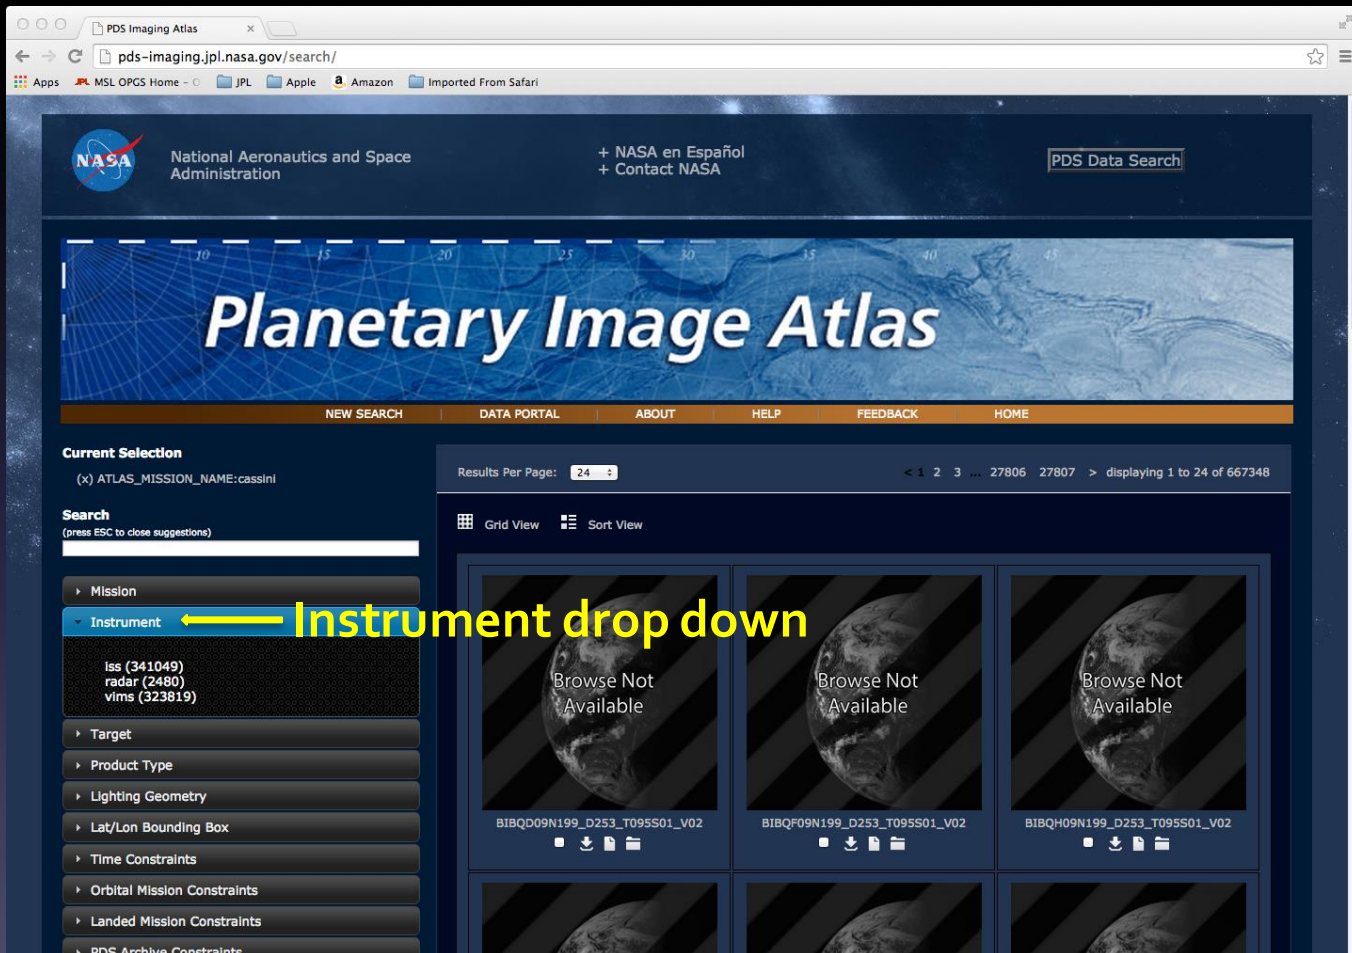 PDS Imaging Atlas
pds-imaging.jpl.nasa.gov/search/
Apps JPL MSL OPGS Home - O JPL Apple a Amazon Imported From Safari
NASA
National Aeronautics and Space
Administration
+ NASA en Español
+ Contact NASA
PDS Data Search
10 15 20 25 30 35 40 45
Planetary Image Atlas
NEW SEARCH | DATA PORTAL | ABOUT | HELP | FEEDBACK | HOME
Current Selection
(x) ATLAS_MISSION_NAME:cassini
Search
(press ESC to close suggestions)
Mission
Instrument
Instrument drop down
iss (341049)
radar (2480)
vims (323819)
Target
Product Type
Lighting Geometry
Lat/Lon Bounding Box
Time Constraints
Orbital Mission Constraints
Landed Mission Constraints
PDS Archive Constraints
Results Per Page: 24
< 1 2 3 ... 27806 27807 > displaying 1 to 24 of 667348
Grid View Sort View
Browse Not
Available
BIBQD09N199_D253_T095S01_V02
Browse Not
Available
BIBQF09N199_D253_T095S01_V02
Browse Not
Available
BIBQH09N199_D253_T095S01_V02